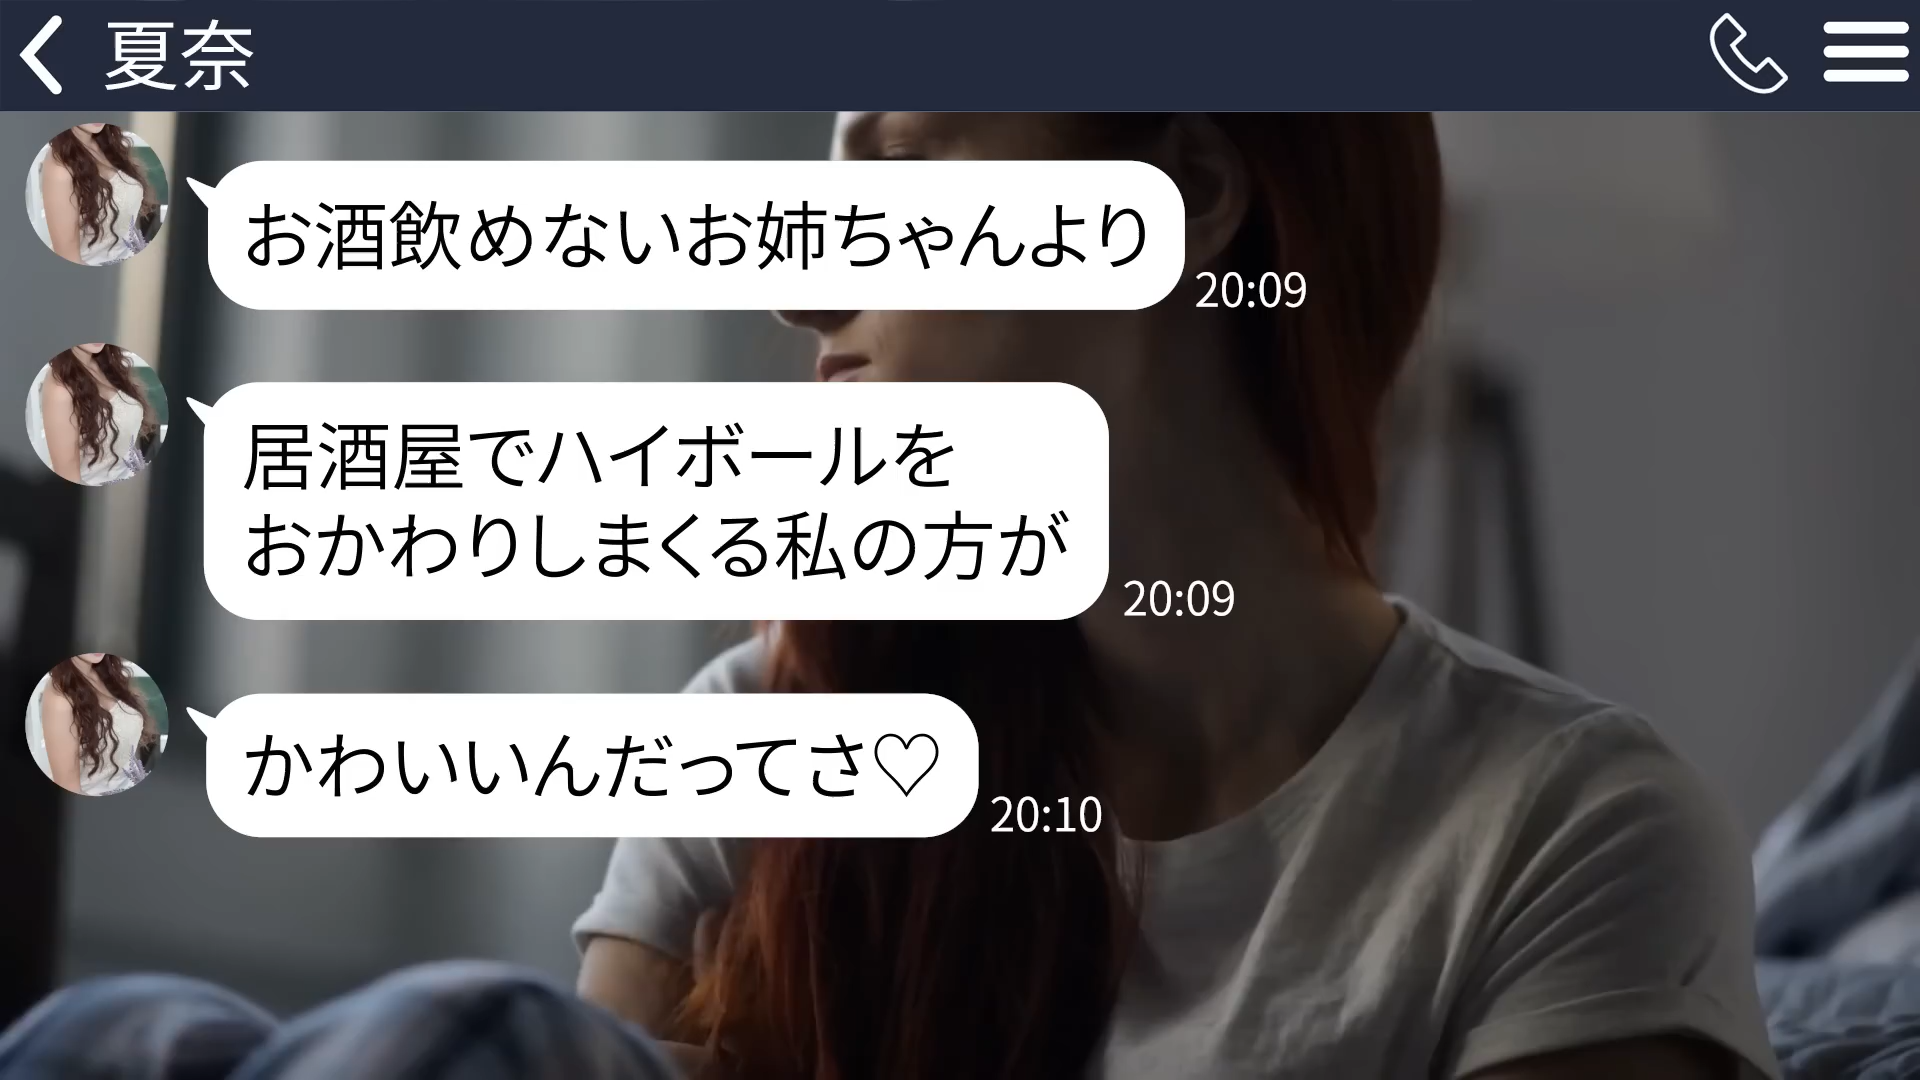 夏奈
お酒飲めないお姉ちゃんより
20:09
居酒屋でハイボールを
おかわりしまくる私の方が
20:09
かわいいんだってさ♡
20:10